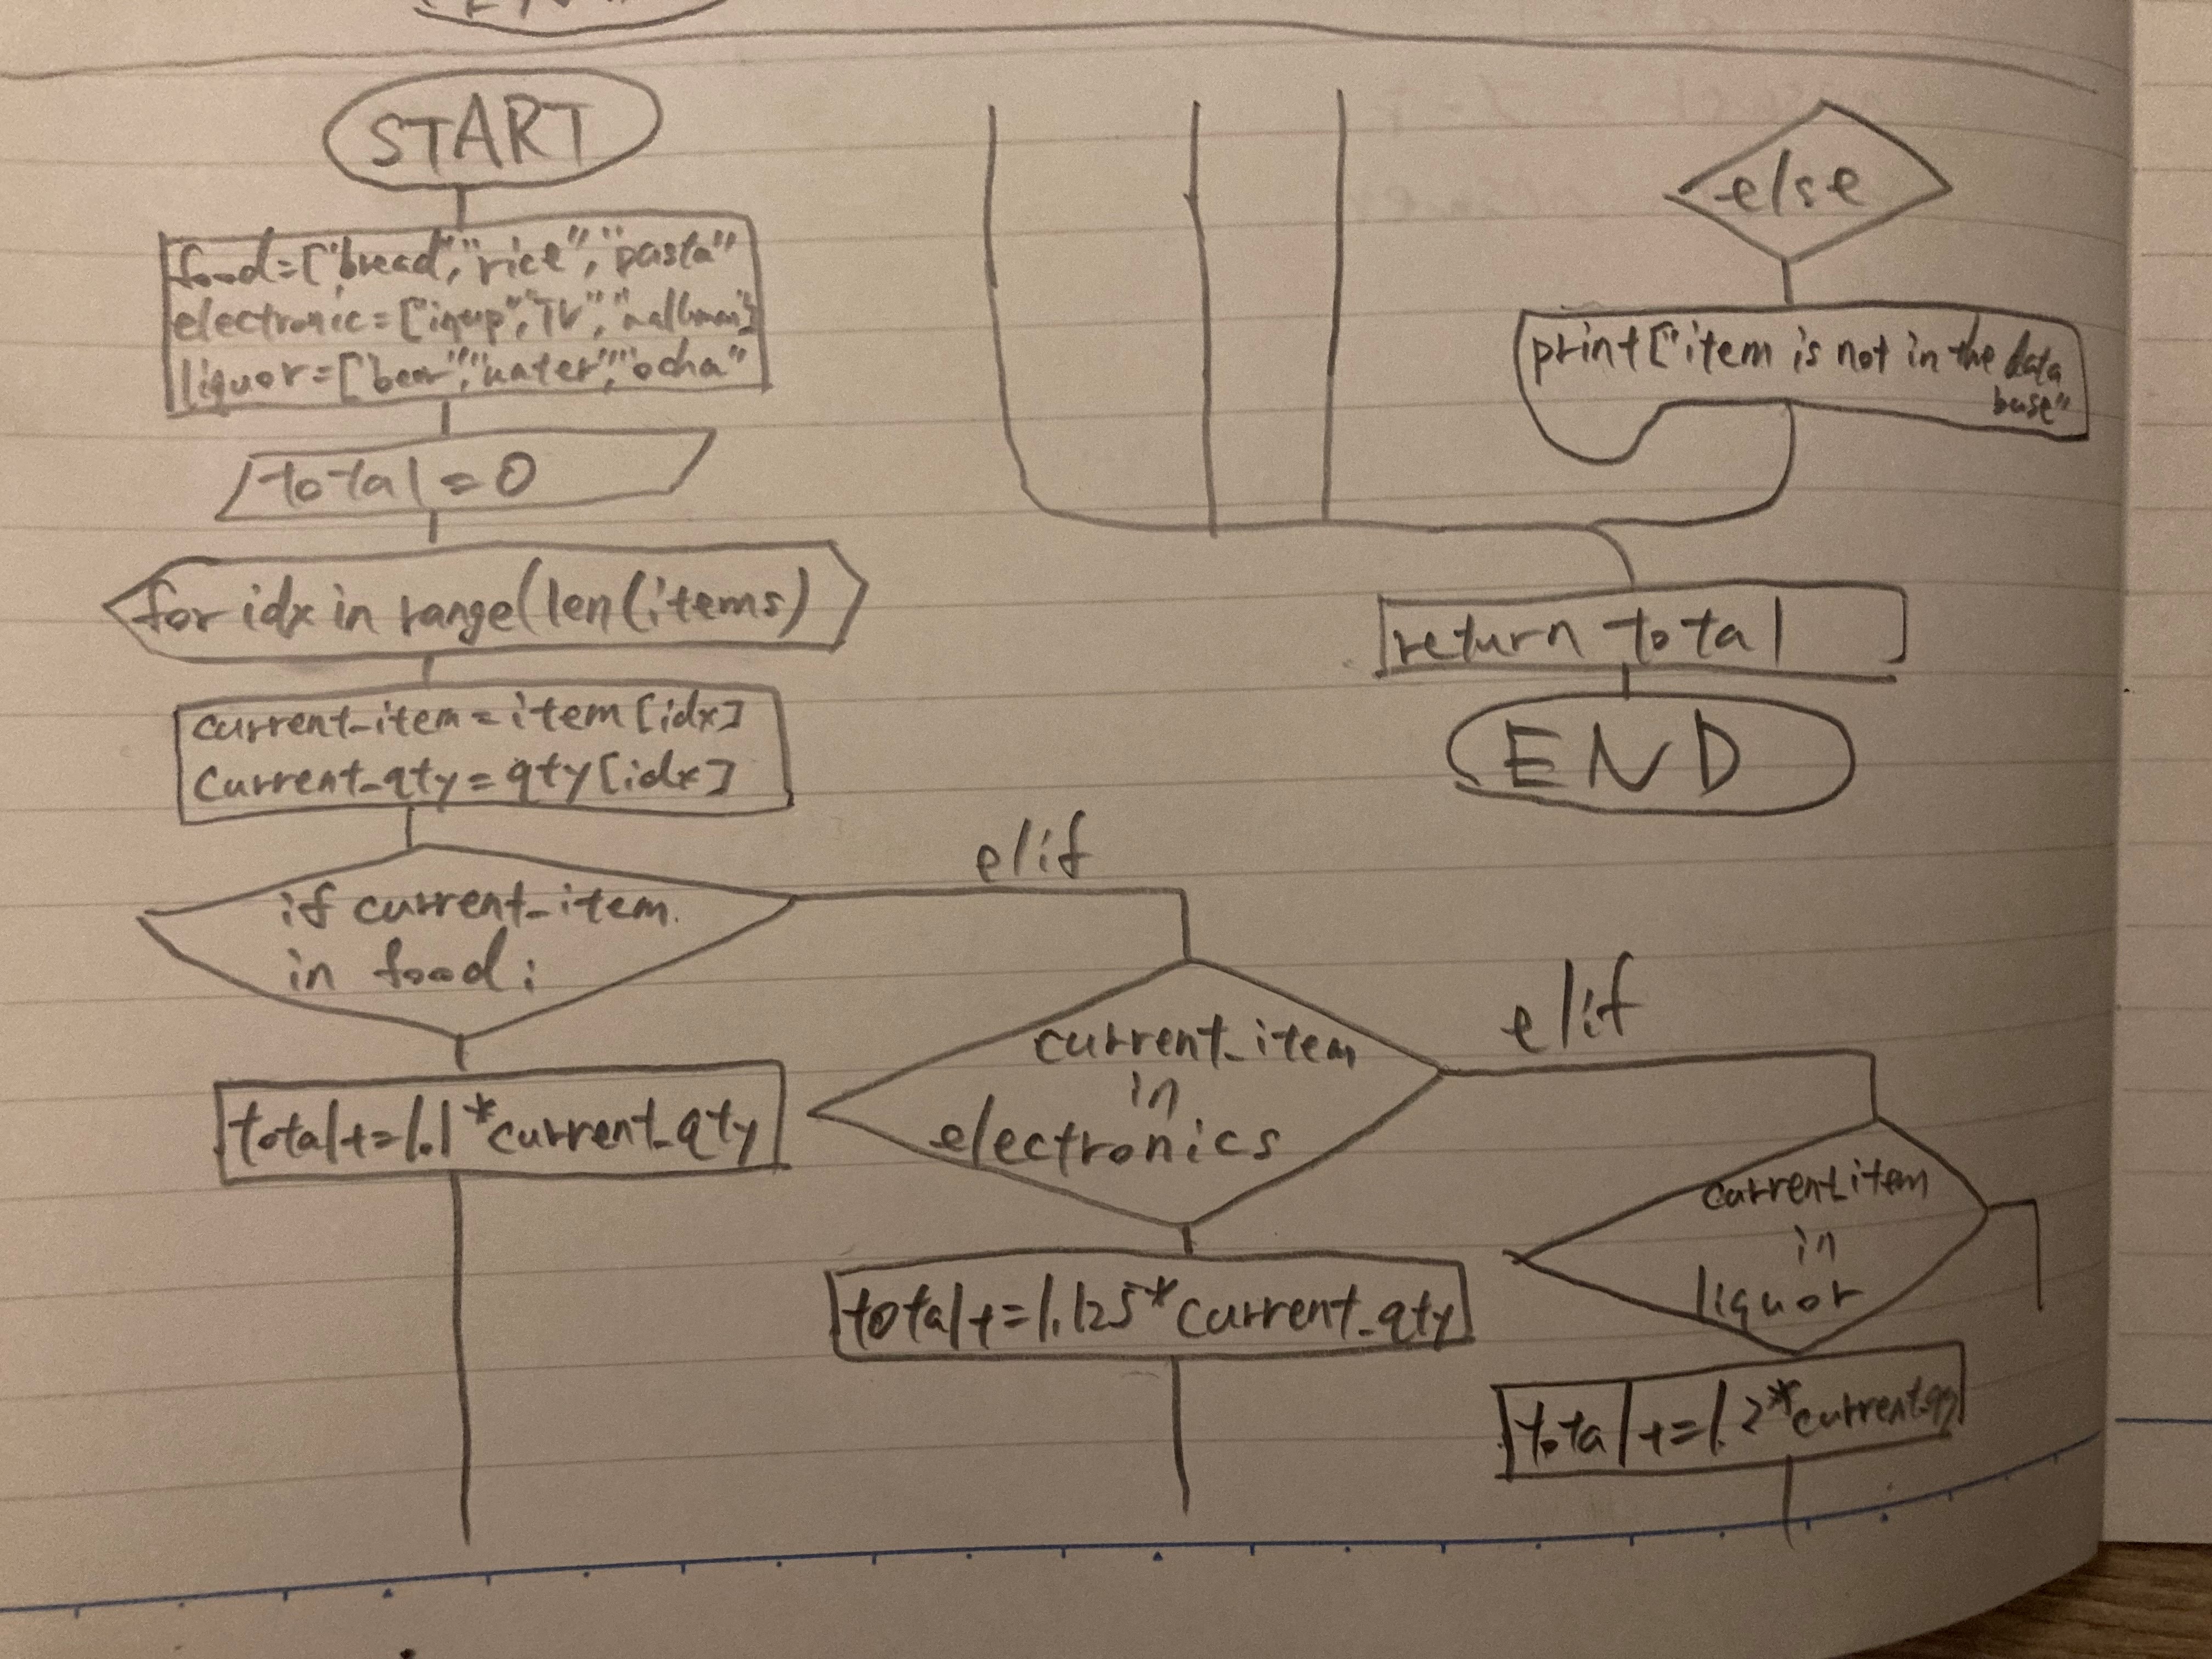 START
food=["bread","rice","pasta"
electronic=[ ,"TV",
liquor=["beer","water","ocha"
total=0
for idx in range(len(items)
current_item=item[idx]
current_qty=qty[idx]
if current_item
in food:
total+=1.1*current_qty
elif
current_item
in
electronics
total+=1.125*current_qty
elif
current_item
in
liquor
total+=1.2*current_qty
else
print["item is not in the data
base"
return total
END